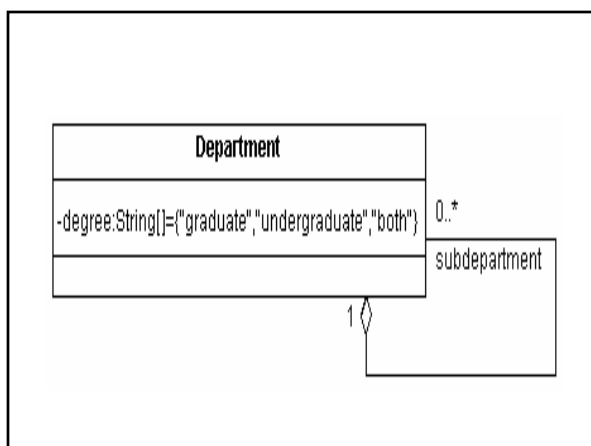 Department
-degree:String[]={"graduate","undergraduate","both"}
0..*
subdepartment
1